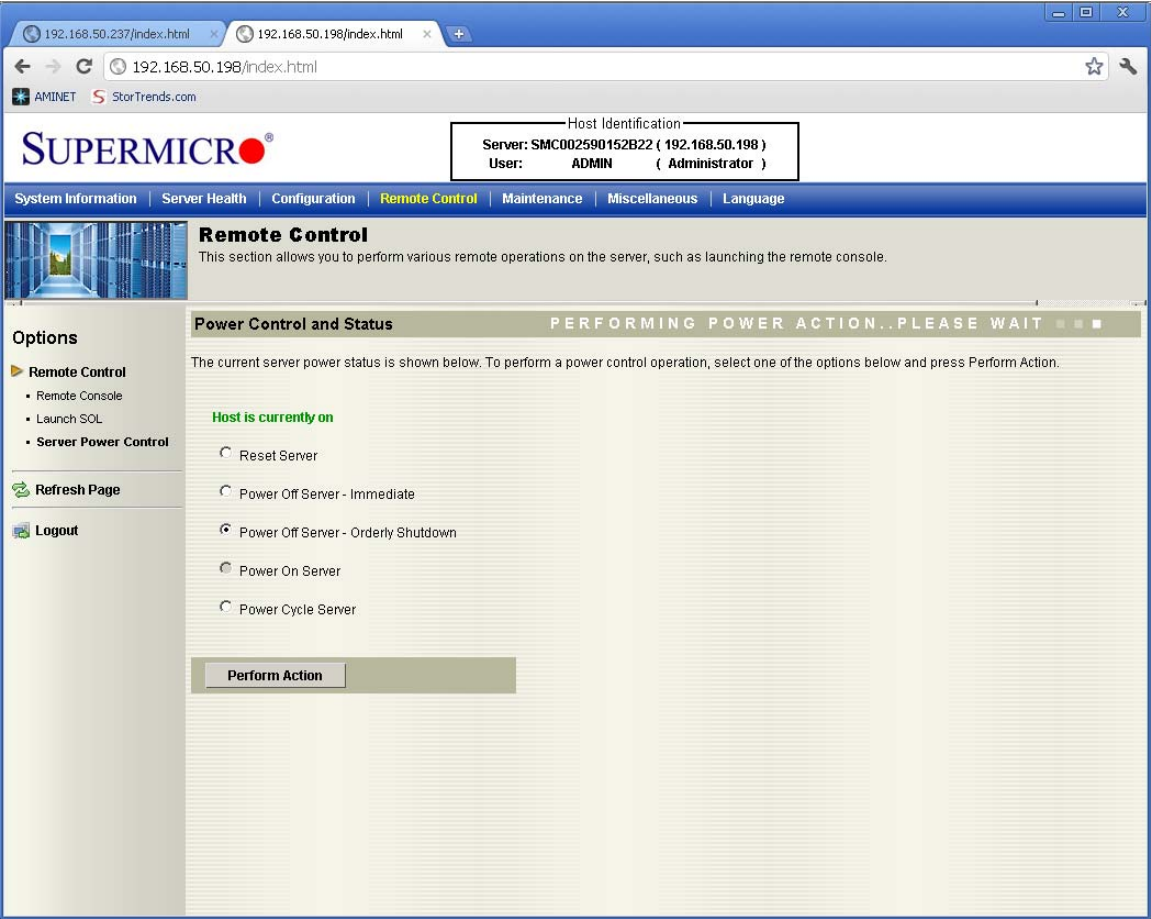 192.168.50.237/index.html
192.168.50.198/index.html
192.168.50.198/index.html
AMINET
StorTrends.com
SUPERMICRO®
Host Identification
Server: SMC002590152B22 ( 192.168.50.198 )
User: ADMIN ( Administrator )
System Information
Server Health
Configuration
Remote Control
Maintenance
Miscellaneous
Language
Remote Control
This section allows you to perform various remote operations on the server, such as launching the remote console.
Options
Remote Control
Remote Console
Launch SOL
Server Power Control
Refresh Page
Logout
Power Control and Status
PERFORMING POWER ACTION..PLEASE WAIT
The current server power status is shown below. To perform a power control operation, select one of the options below and press Perform Action.
Host is currently on
Reset Server
Power Off Server - Immediate
Power Off Server - Orderly Shutdown
Power On Server
Power Cycle Server
Perform Action